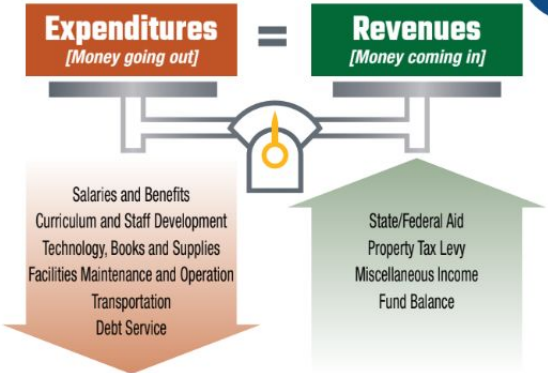 Expenditures
[Money going out]
=
Revenues
[Money coming in]
Salaries and Benefits
Curriculum and Staff Development
Technology, Books and Supplies
Facilities Maintenance and Operation
Transportation
Debt Service
State/Federal Aid
Property Tax Levy
Miscellaneous Income
Fund Balance